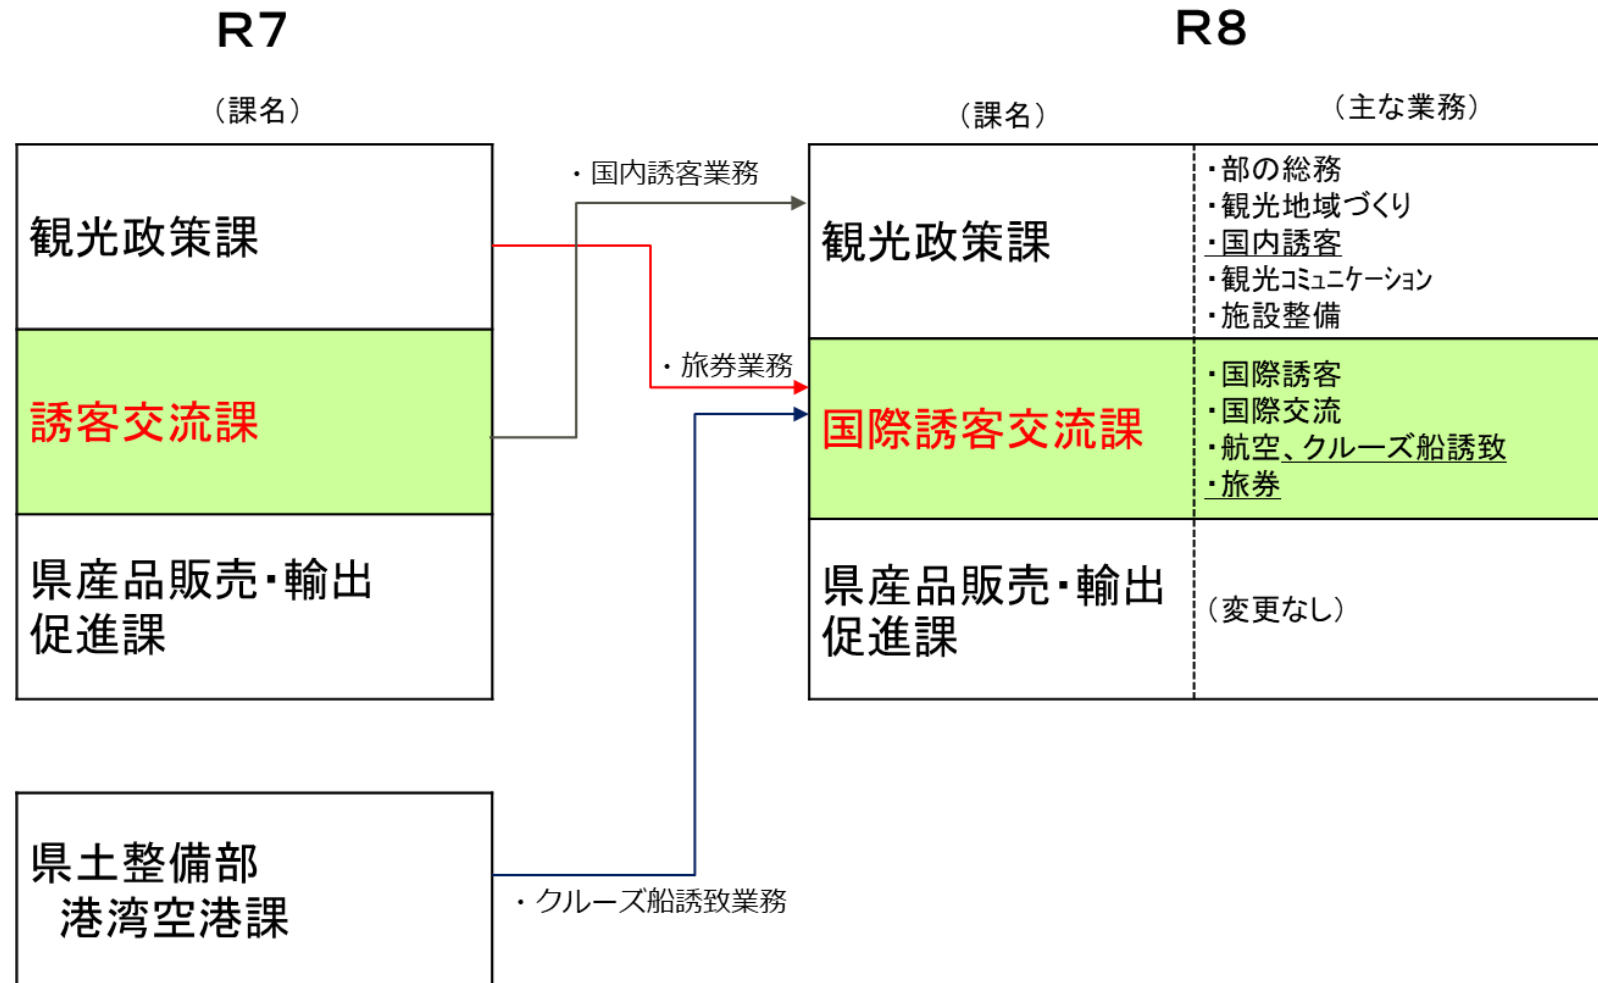 R7
R8
(課名)
(課名)
(主な業務)
観光政策課
誘客交流課
県産品販売・輸出
促進課
県土整備部
港湾空港課
・国内誘客業務
・旅券業務
・クルーズ船誘致業務
観光政策課
・部の総務
・観光地域づくり
・国内誘客
・観光ｺﾐｭﾆｹｰｼｮﾝ
・施設整備
国際誘客交流課
・国際誘客
・国際交流
・航空、クルーズ船誘致
・旅券
県産品販売・輸出
促進課
(変更なし)